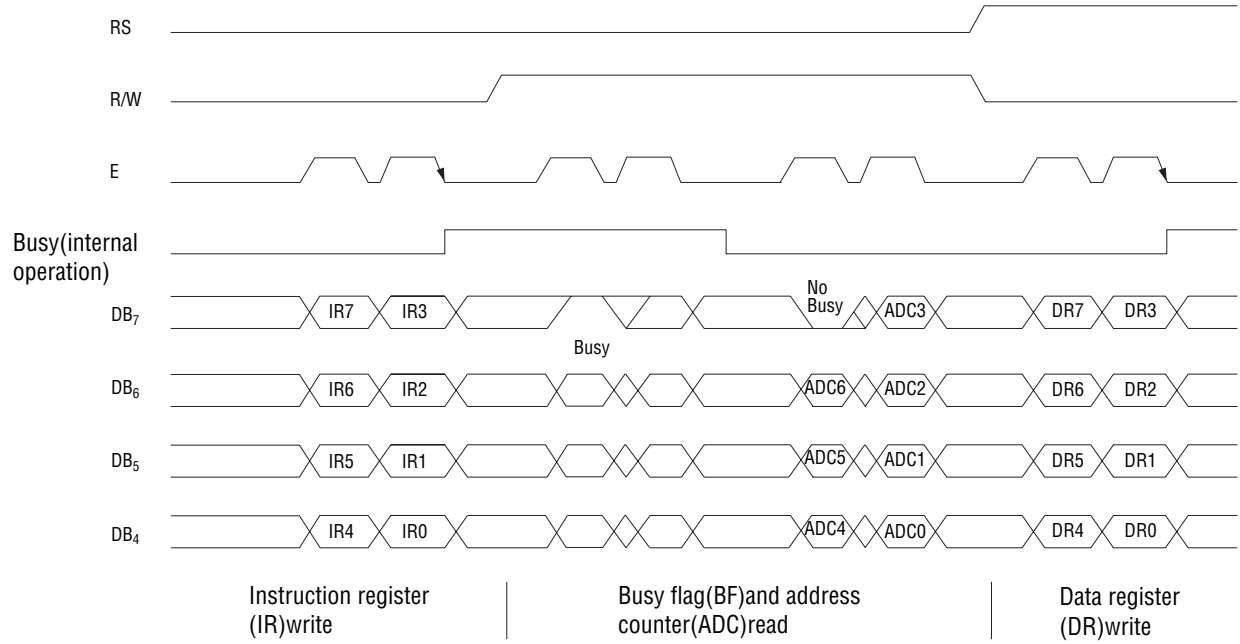 RS
R/W
E
Busy(internal
operation)
DB7 IR7 IR3 No
Busy ADC3 DR7 DR3
Busy
DB6 IR6 IR2 ADC6 ADC2 DR6 DR2
DB5 IR5 IR1 ADC5 ADC1 DR5 DR1
DB4 IR4 IR0 ADC4 ADC0 DR4 DR0
Instruction register
(IR)write
Busy flag(BF)and address
counter(ADC)read
Data register
(DR)write